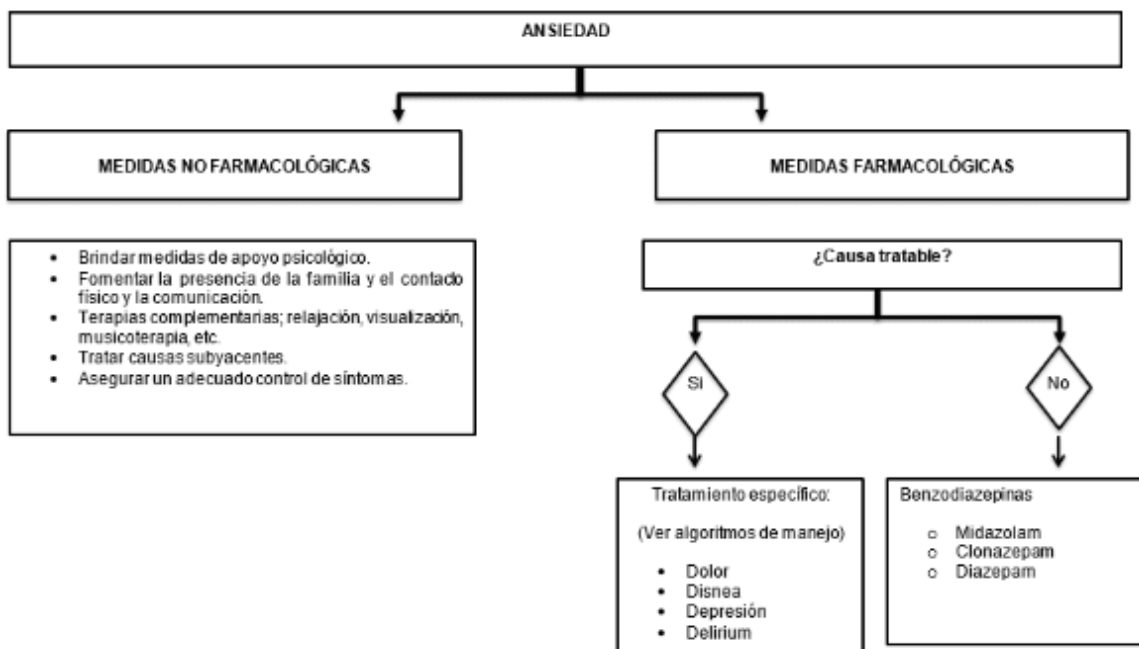 ANSIEDAD
MEDIDAS NO FARMACOLÓGICAS
MEDIDAS FARMACOLÓGICAS
• Brindar medidas de apoyo psicológico.
• Fomentar la presencia de la familia y el contacto
físico y la comunicación.
• Terapias complementarias; relajación, visualización,
musicoterapia, etc.
• Tratar causas subyacentes.
• Asegurar un adecuado control de síntomas.
¿Causa tratable?
Si
No
Tratamiento específico:
(Ver algoritmos de manejo)
• Dolor
• Disnea
• Depresión
• Delirium
Benzodiazepinas
o Midazolam
o Clonazepam
o Diazepam